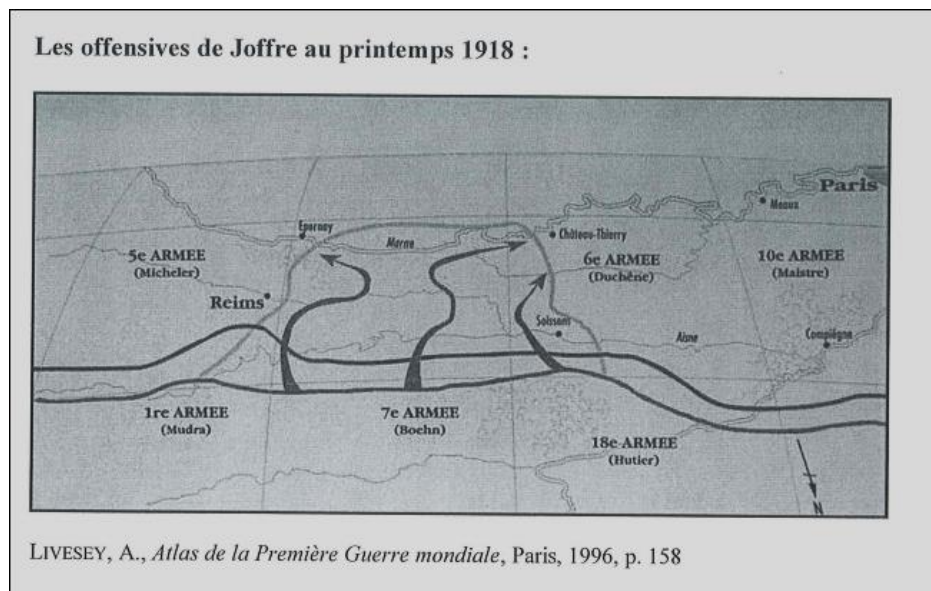 Les offensives de Joffre au printemps 1918 :
Paris
Meaux
Epernay
Marne
Château-Thierry
5e ARMEE
(Micheler)
6e ARMEE
(Duchêne)
10e ARMEE
(Maistre)
Reims
Soissons
Aisne
Compiègne
1re ARMEE
(Mudra)
7e ARMEE
(Boehn)
18e ARMEE
(Hutier)
N
LIVESEY, A., Atlas de la Première Guerre mondiale, Paris, 1996, p. 158